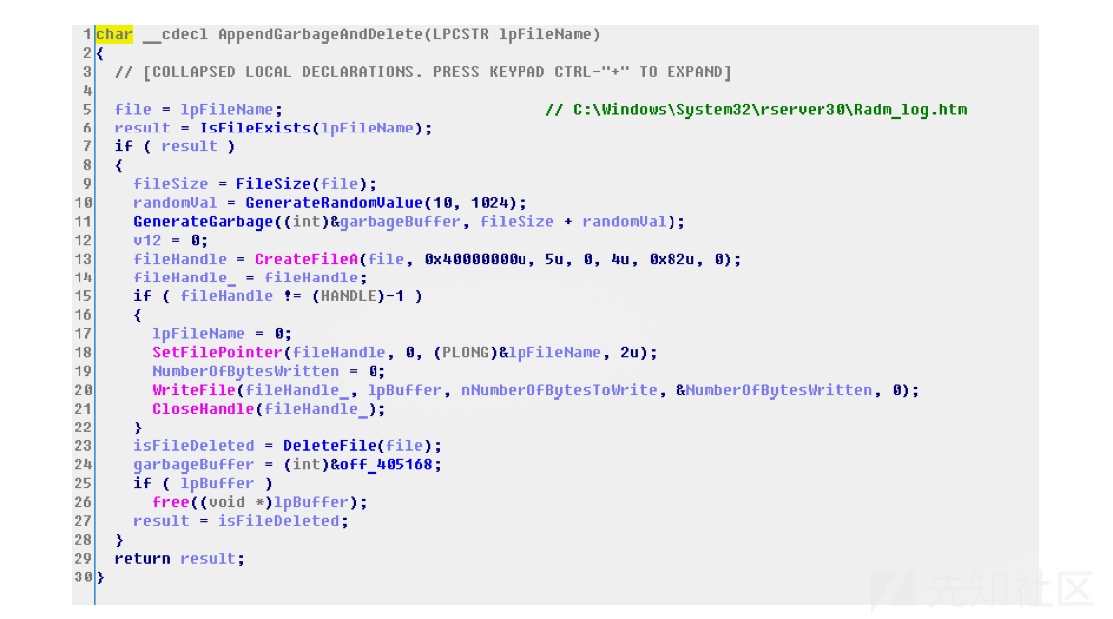 1 char __cdecl AppendGarbageAndDelete(LPCSTR lpFileName)
2 {
3 // [COLLAPSED LOCAL DECLARATIONS. PRESS KEYPAD CTRL-"+" TO EXPAND]
4
5 file = lpFileName; // C:\Windows\System32\rserver30\Radm_log.htm
6 result = IsFileExists(lpFileName);
7 if ( result )
8 {
9 fileSize = FileSize(file);
10 randomVal = GenerateRandomValue(10, 1024);
11 GenerateGarbage((int)&garbageBuffer, fileSize + randomVal);
12 v12 = 0;
13 fileHandle = CreateFileA(file, 0x40000000u, 5u, 0, 4u, 0x82u, 0);
14 fileHandle_ = fileHandle;
15 if ( fileHandle != (HANDLE)-1 )
16 {
17 lpFileName = 0;
18 SetFilePointer(fileHandle, 0, (PLONG)&lpFileName, 2u);
19 NumberOfBytesWritten = 0;
20 WriteFile(fileHandle_, lpBuffer, nNumberOfBytesToWrite, &NumberOfBytesWritten, 0);
21 CloseHandle(fileHandle_);
22 }
23 isFileDeleted = DeleteFile(file);
24 garbageBuffer = (int)&off_405168;
25 if ( lpBuffer )
26 free((void *)lpBuffer);
27 result = isFileDeleted;
28 }
29 return result;
30 }
先知社区